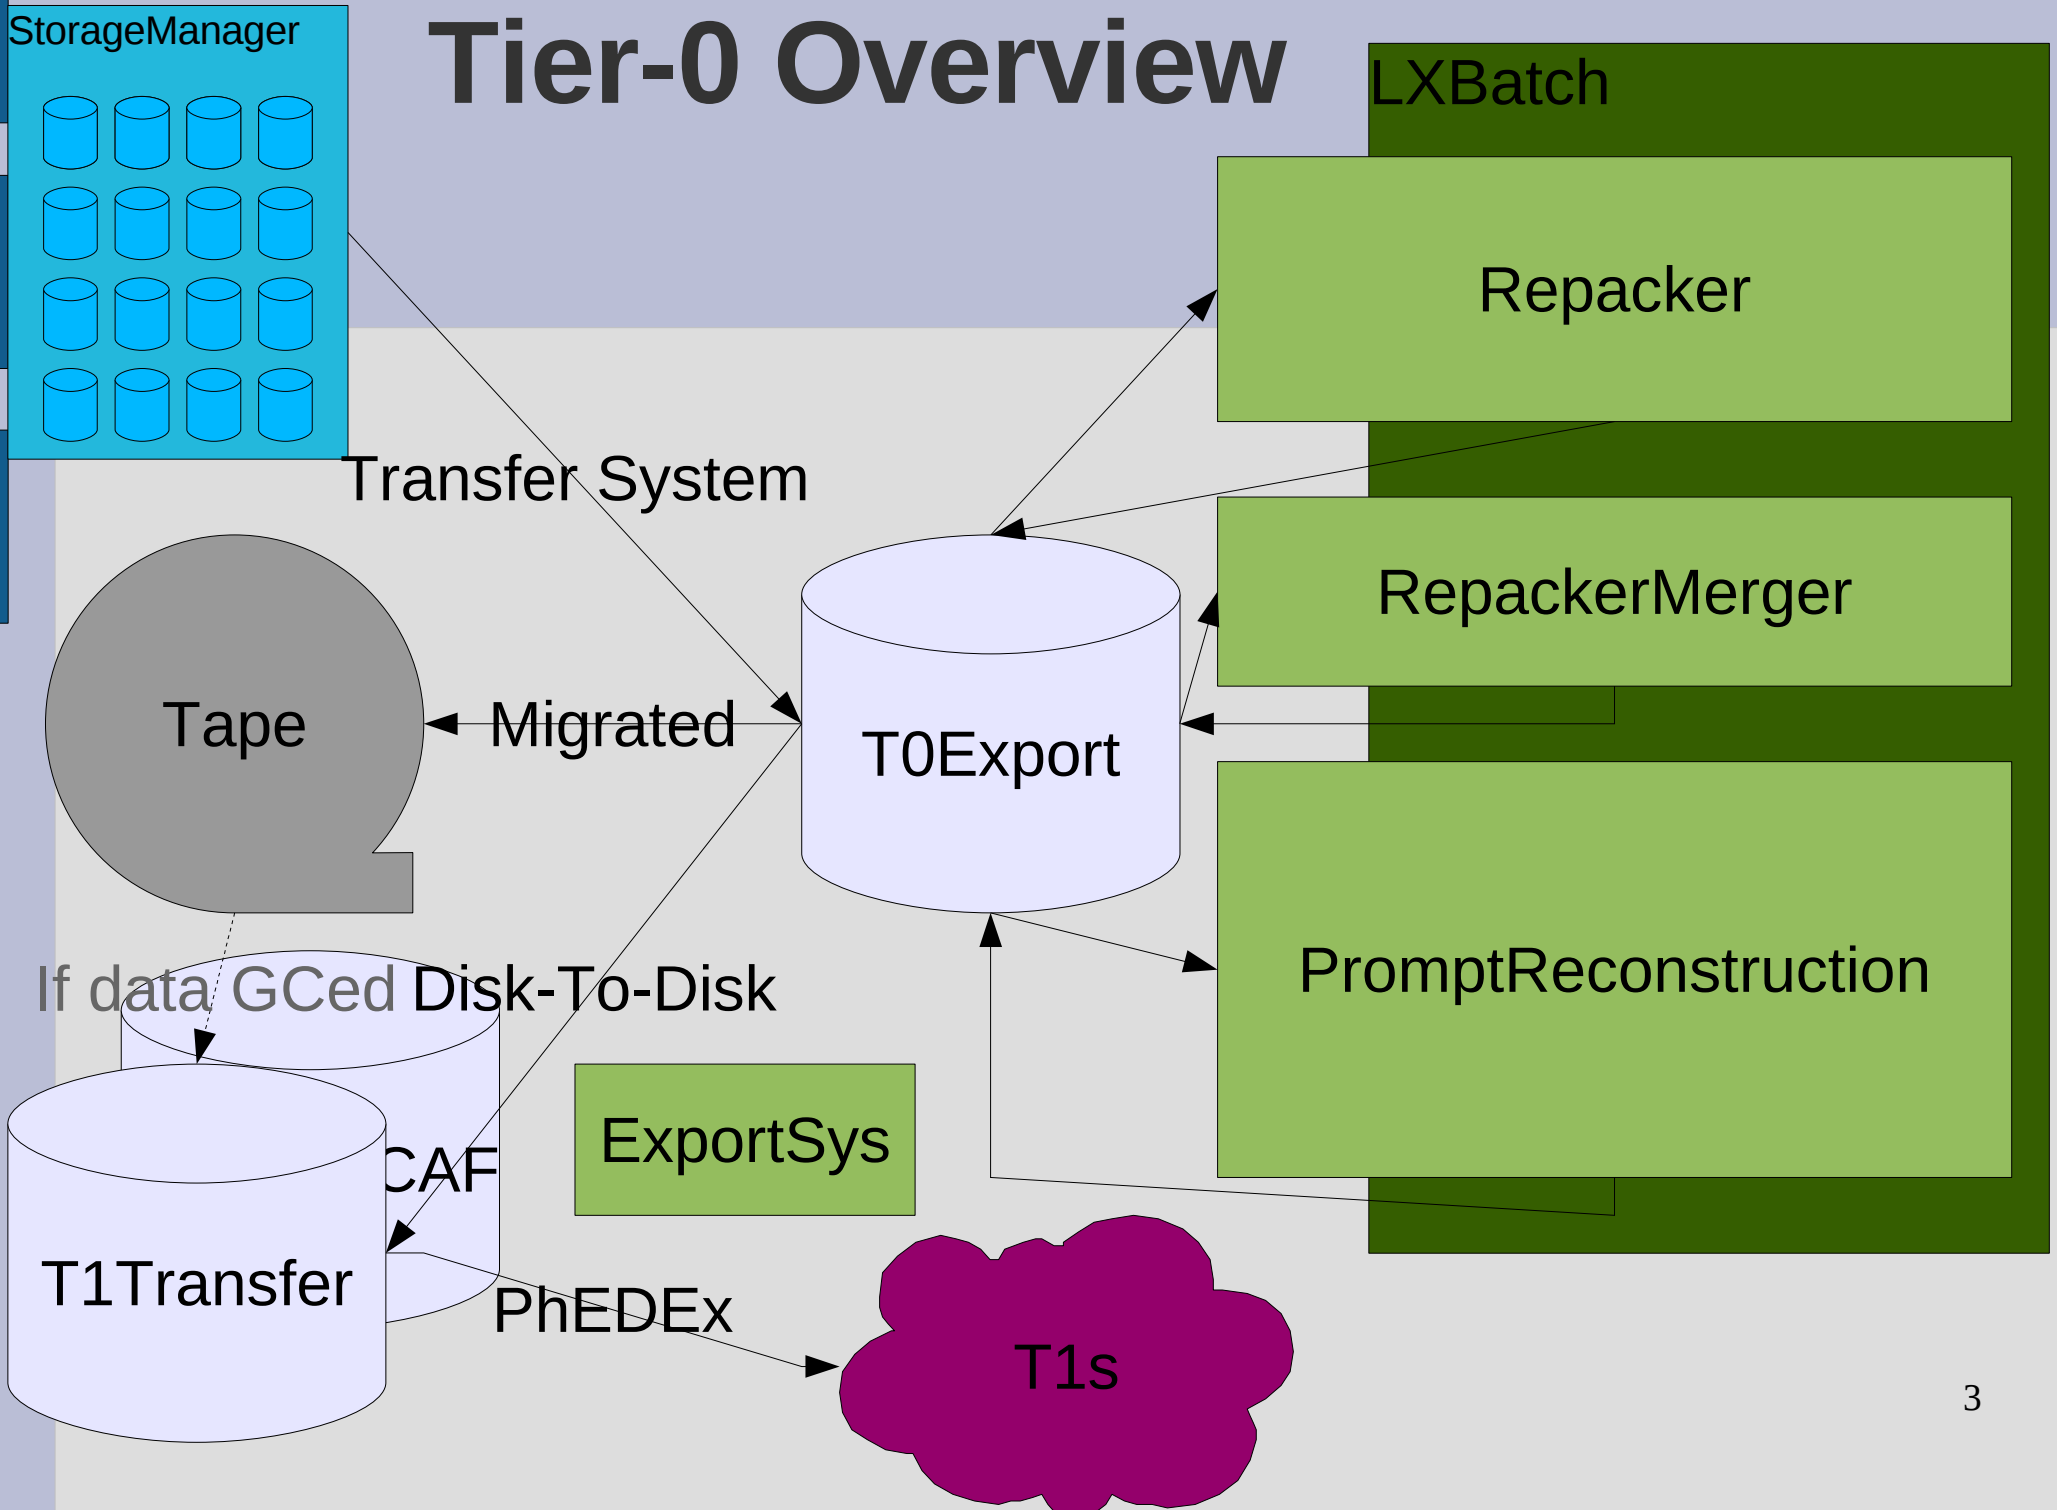 StorageManager
Tier-0 Overview
LXBatch
Repacker
Transfer System
RepackerMerger
Tape
Migrated
T0Export
If data GCed
Disk-To-Disk
PromptReconstruction
ExportSys
CAF
T1Transfer
PhEDEx
T1s
3